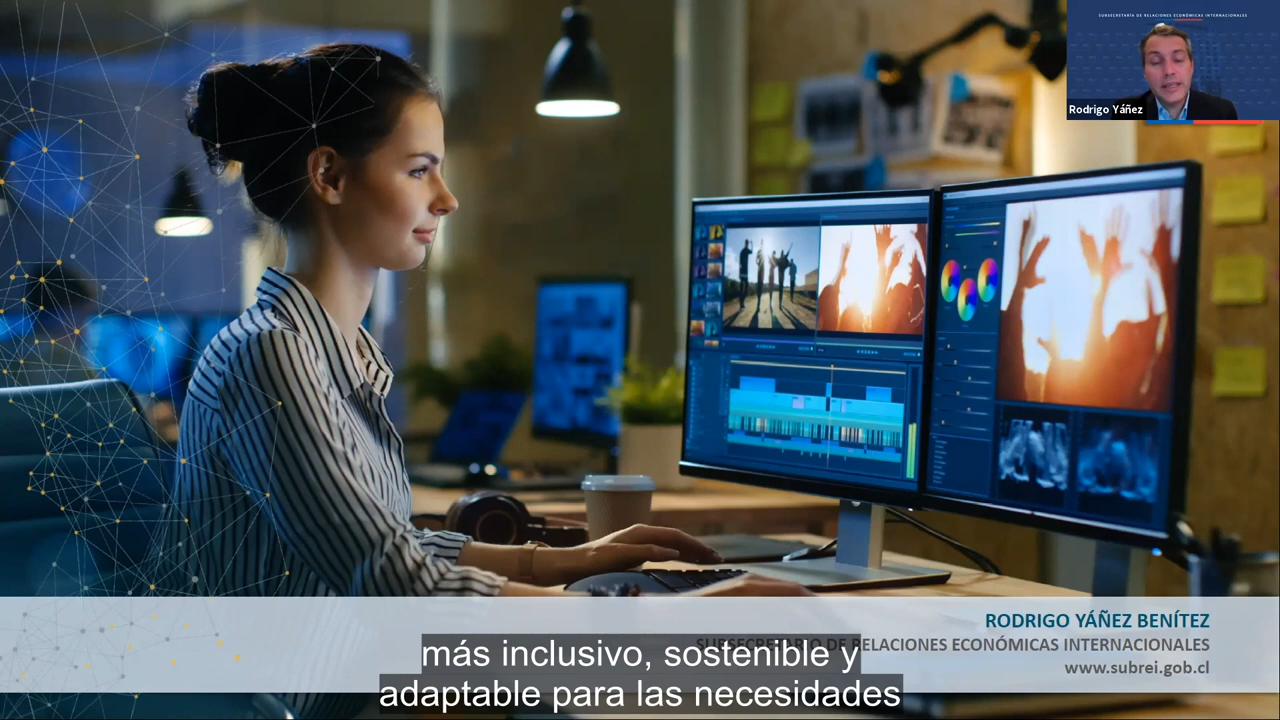 SUBSECRETARÍA DE RELACIONES ECONÓMICAS INTERNACIONALES
Rodrigo Yáñez
RODRIGO YÁÑEZ BENÍTEZ
SUBSECRETARIO DE RELACIONES ECONÓMICAS INTERNACIONALES
www.subrei.gob.cl
más inclusivo, sostenible y
adaptable para las necesidades